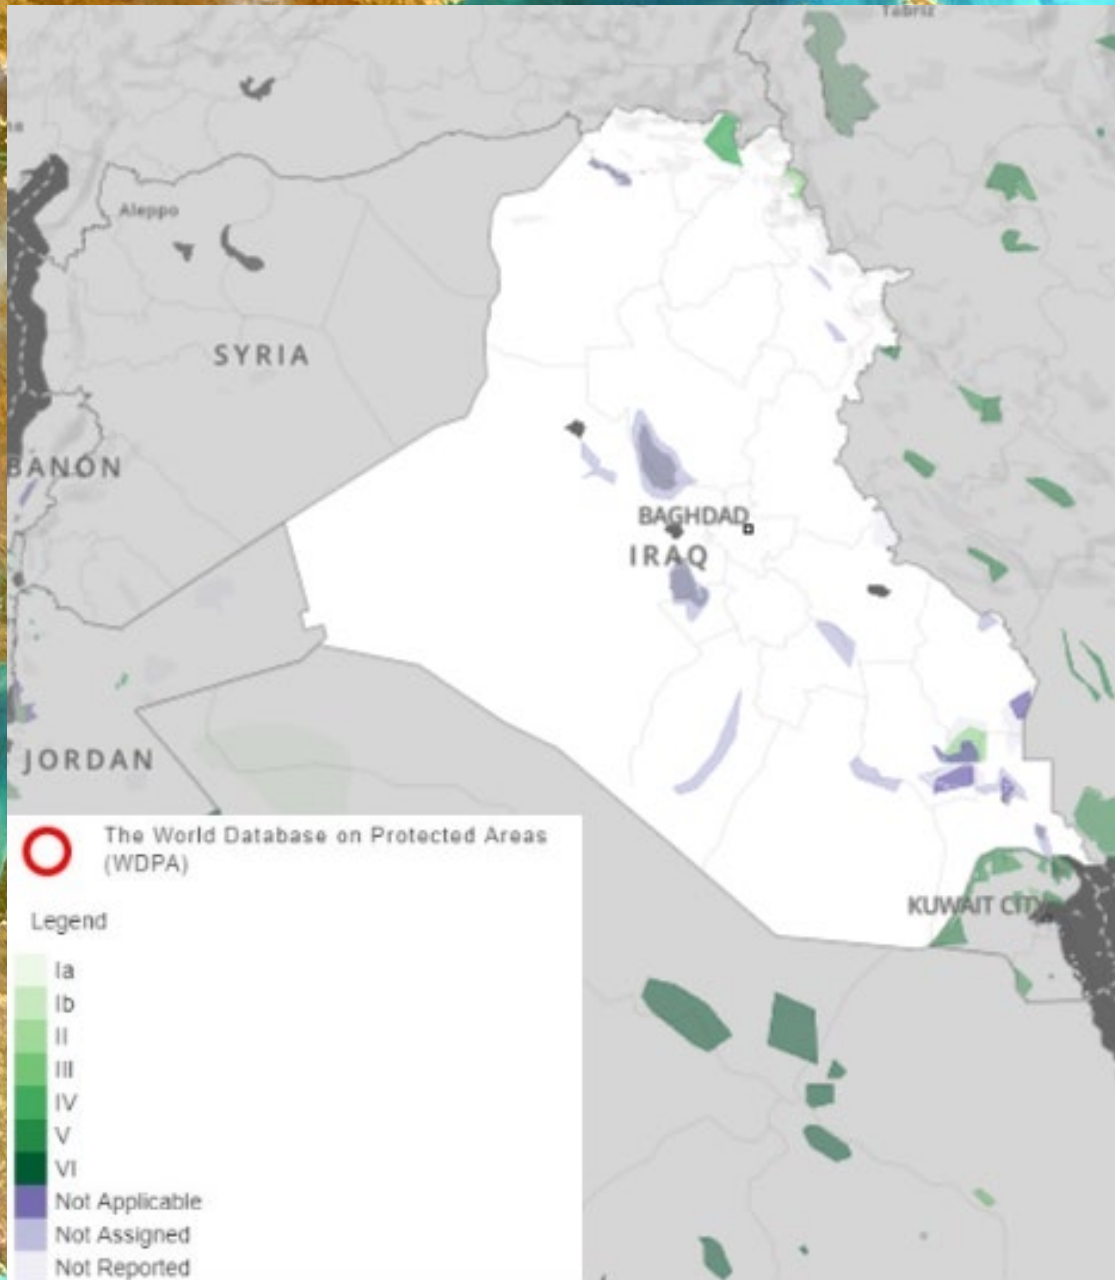 Tabriz
Aleppo
SYRIA
BANON
BAGHDAD
IRAQ
JORDAN
KUWAIT CITY
The World Database on Protected Areas
(WDPA)
Legend
Ia
Ib
II
III
IV
V
VI
Not Applicable
Not Assigned
Not Reported